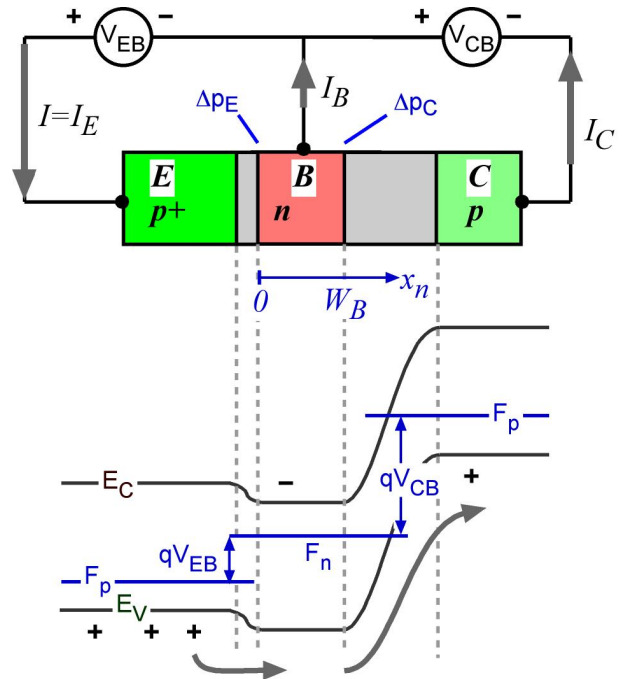 + V_EB − + V_CB −
I=I_E Δp_E I_B Δp_C I_C
E B C
p+ n p
0 W_B x_n
F_p
E_C − qV_CB +
qV_EB F_n
F_p
E_V
+ + +